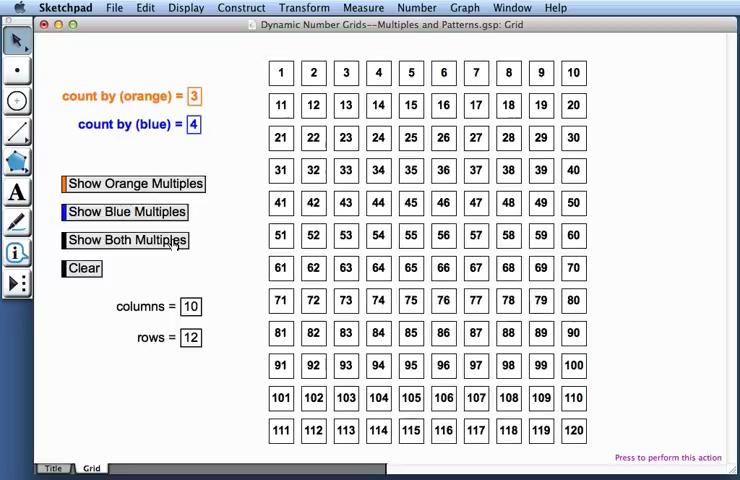 Sketchpad File Edit Display Construct Transform Measure Number Graph Window Help
Dynamic Number Grids--Multiples and Patterns.gsp: Grid
count by (orange) = 3
count by (blue) = 4
Show Orange Multiples
Show Blue Multiples
Show Both Multiples
Clear
columns = 10
rows = 12
1 2 3 4 5 6 7 8 9 10
11 12 13 14 15 16 17 18 19 20
21 22 23 24 25 26 27 28 29 30
31 32 33 34 35 36 37 38 39 40
41 42 43 44 45 46 47 48 49 50
51 52 53 54 55 56 57 58 59 60
61 62 63 64 65 66 67 68 69 70
71 72 73 74 75 76 77 78 79 80
81 82 83 84 85 86 87 88 89 90
91 92 93 94 95 96 97 98 99 100
101 102 103 104 105 106 107 108 109 110
111 112 113 114 115 116 117 118 119 120
Press to perform this action
Title Grid
A